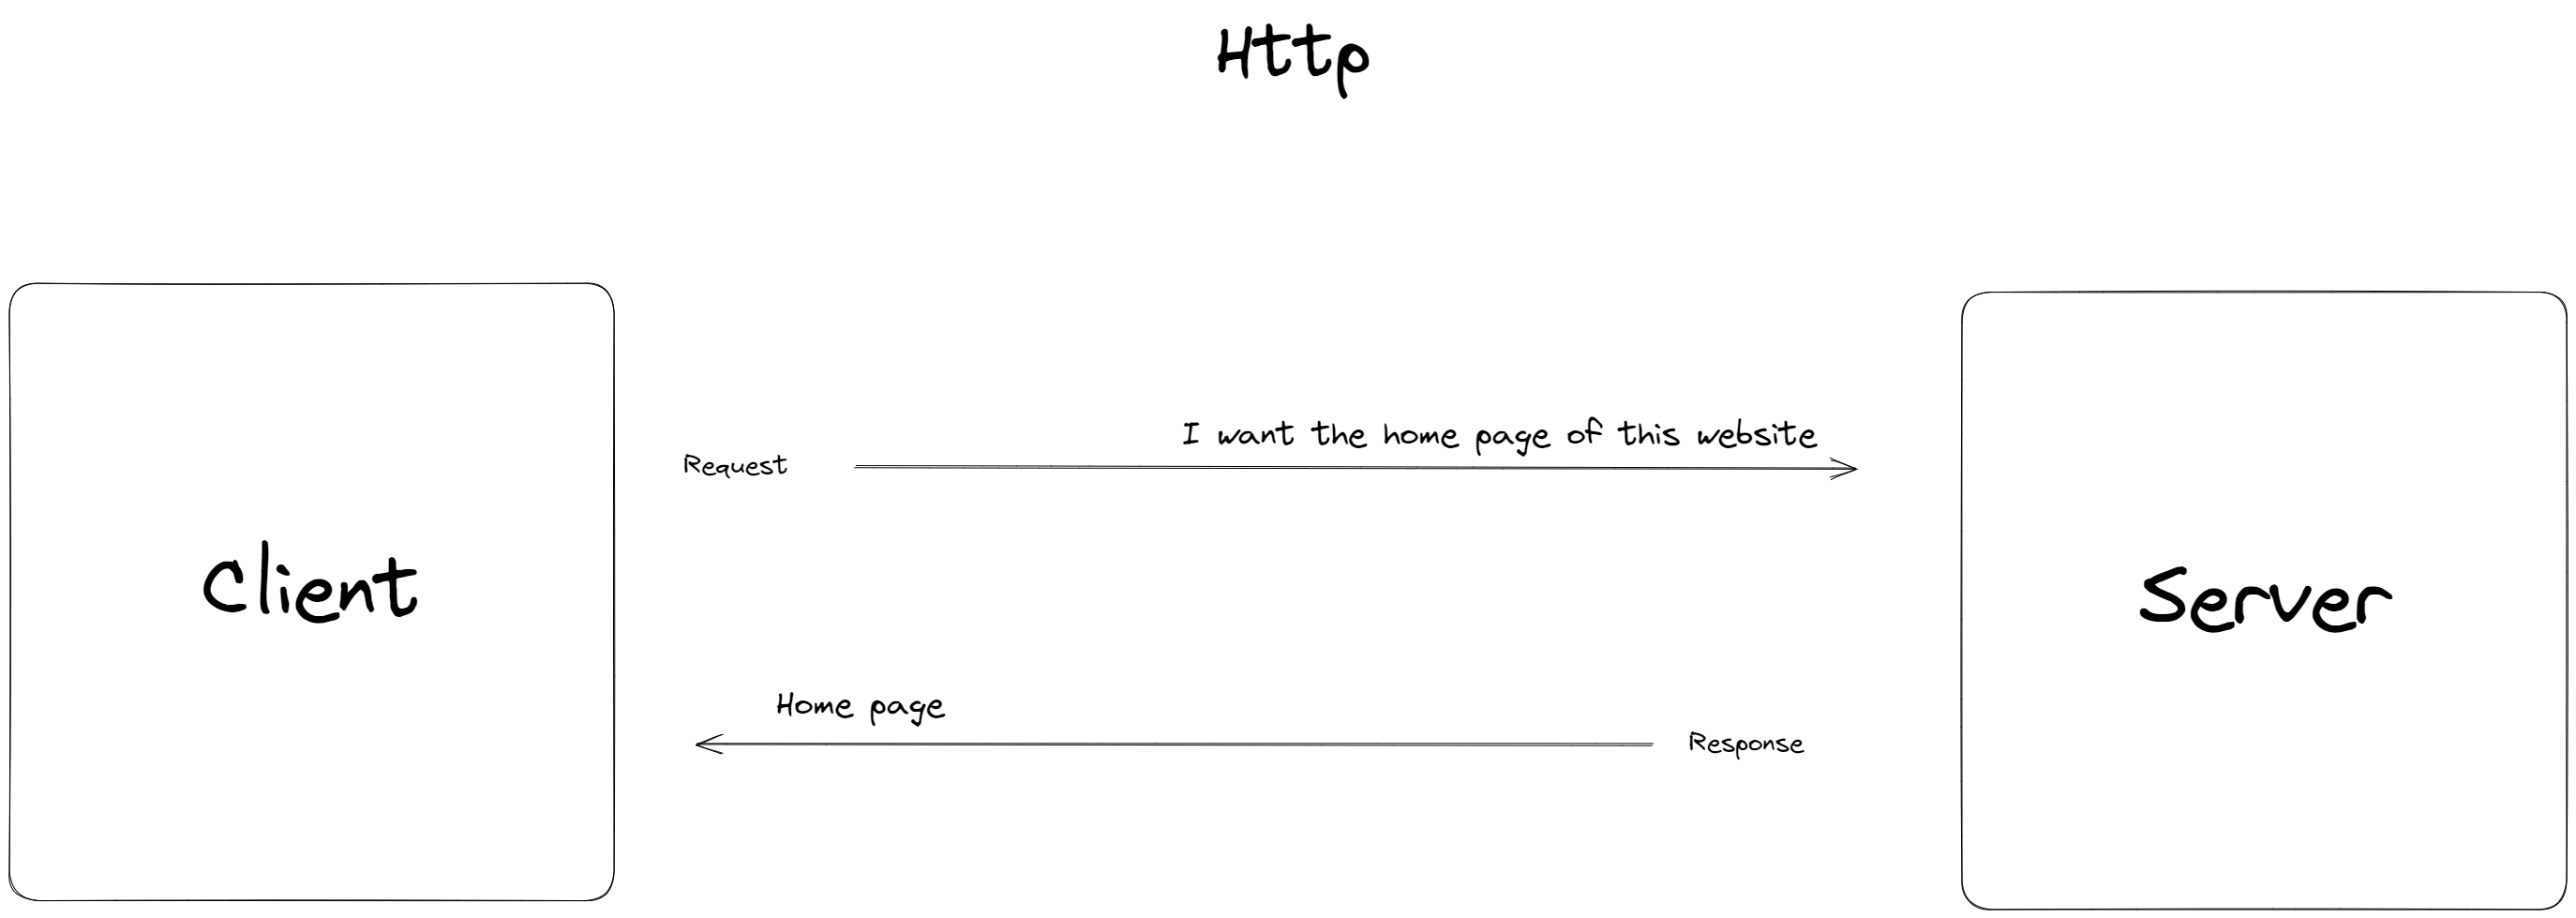 Http
I want the home page of this website
Request
Client
Server
Home page
Response